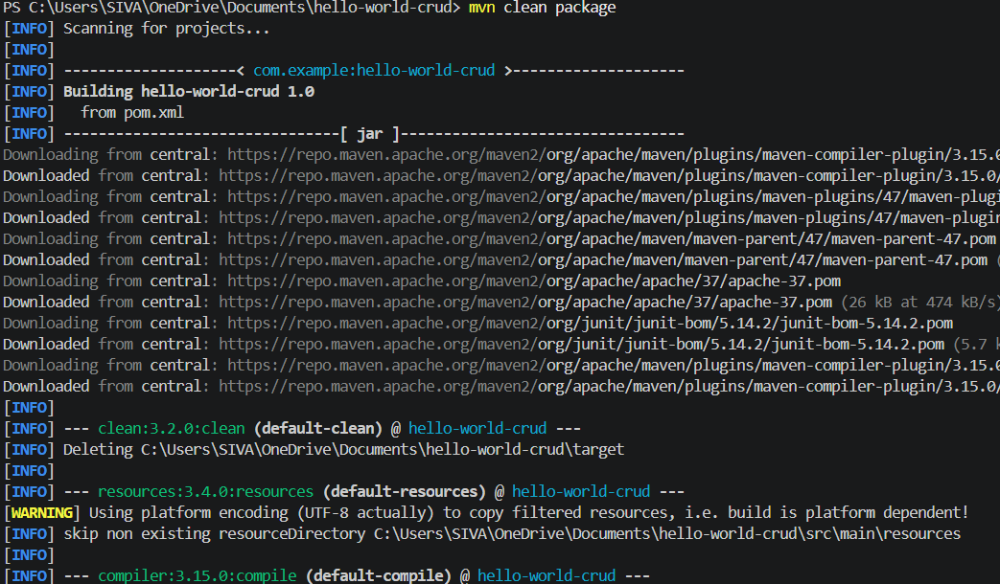 PS C:\Users\SIVA\OneDrive\Documents\hello-world-crud> mvn clean package
[INFO] Scanning for projects...
[INFO]
[INFO] --------------------< com.example:hello-world-crud >--------------------
[INFO] Building hello-world-crud 1.0
[INFO]   from pom.xml
[INFO] --------------------------------[ jar ]---------------------------------
Downloading from central: https://repo.maven.apache.org/maven2/org/apache/maven/plugins/maven-compiler-plugin/3.15.0
Downloaded from central: https://repo.maven.apache.org/maven2/org/apache/maven/plugins/maven-compiler-plugin/3.15.0/
Downloading from central: https://repo.maven.apache.org/maven2/org/apache/maven/plugins/maven-plugins/47/maven-plugi
Downloaded from central: https://repo.maven.apache.org/maven2/org/apache/maven/plugins/maven-plugins/47/maven-plugin
Downloading from central: https://repo.maven.apache.org/maven2/org/apache/maven/maven-parent/47/maven-parent-47.pom
Downloaded from central: https://repo.maven.apache.org/maven2/org/apache/maven/maven-parent/47/maven-parent-47.pom (
Downloading from central: https://repo.maven.apache.org/maven2/org/apache/apache/37/apache-37.pom
Downloaded from central: https://repo.maven.apache.org/maven2/org/apache/apache/37/apache-37.pom (26 kB at 474 kB/s)
Downloading from central: https://repo.maven.apache.org/maven2/org/junit/junit-bom/5.14.2/junit-bom-5.14.2.pom
Downloaded from central: https://repo.maven.apache.org/maven2/org/junit/junit-bom/5.14.2/junit-bom-5.14.2.pom (5.7 k
Downloading from central: https://repo.maven.apache.org/maven2/org/apache/maven/plugins/maven-compiler-plugin/3.15.0
Downloaded from central: https://repo.maven.apache.org/maven2/org/apache/maven/plugins/maven-compiler-plugin/3.15.0/
[INFO]
[INFO] --- clean:3.2.0:clean (default-clean) @ hello-world-crud ---
[INFO] Deleting C:\Users\SIVA\OneDrive\Documents\hello-world-crud\target
[INFO]
[INFO] --- resources:3.4.0:resources (default-resources) @ hello-world-crud ---
[WARNING] Using platform encoding (UTF-8 actually) to copy filtered resources, i.e. build is platform dependent!
[INFO] skip non existing resourceDirectory C:\Users\SIVA\OneDrive\Documents\hello-world-crud\src\main\resources
[INFO]
[INFO] --- compiler:3.15.0:compile (default-compile) @ hello-world-crud ---